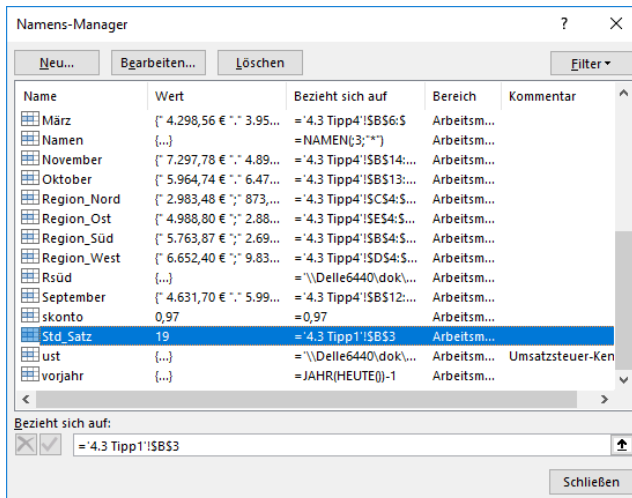 Namens-Manager ? ×
Neu... Bearbeiten... Löschen Filter
Name Wert Bezieht sich auf Bereich Kommentar
März {" 4.298,56 € "." 3.95... ='4.3 Tipp4'!$B$6:$ Arbeitsm...
Namen {...} =NAMEN(;3;"*") Arbeitsm...
November {" 7.297,78 € "." 4.89... ='4.3 Tipp4'!$B$14:... Arbeitsm...
Oktober {" 5.964,74 € "." 6.47... ='4.3 Tipp4'!$B$13:... Arbeitsm...
Region_Nord {" 2.983,48 € ";" 873,... ='4.3 Tipp4'!$C$4:$... Arbeitsm...
Region_Ost {" 4.988,80 € ";" 2.88... ='4.3 Tipp4'!$E$4:$... Arbeitsm...
Region_Süd {" 5.763,87 € ";" 2.69... ='4.3 Tipp4'!$B$4:$... Arbeitsm...
Region_West {" 6.652,40 € ";" 9.83... ='4.3 Tipp4'!$D$4:$... Arbeitsm...
Rsüd {...} ='\\Delle6440\dok\... Arbeitsm...
September {" 4.631,70 € "." 5.99... ='4.3 Tipp4'!$B$12:... Arbeitsm...
skonto 0,97 =0,97 Arbeitsm...
Std_Satz 19 ='4.3 Tipp1'!$B$3 Arbeitsm...
ust {...} ='\\Delle6440\dok\... Arbeitsm... Umsatzsteuer-Ken
vorjahr {...} =JAHR(HEUTE())-1 Arbeitsm...
Bezieht sich auf:
='4.3 Tipp1'!$B$3
Schließen